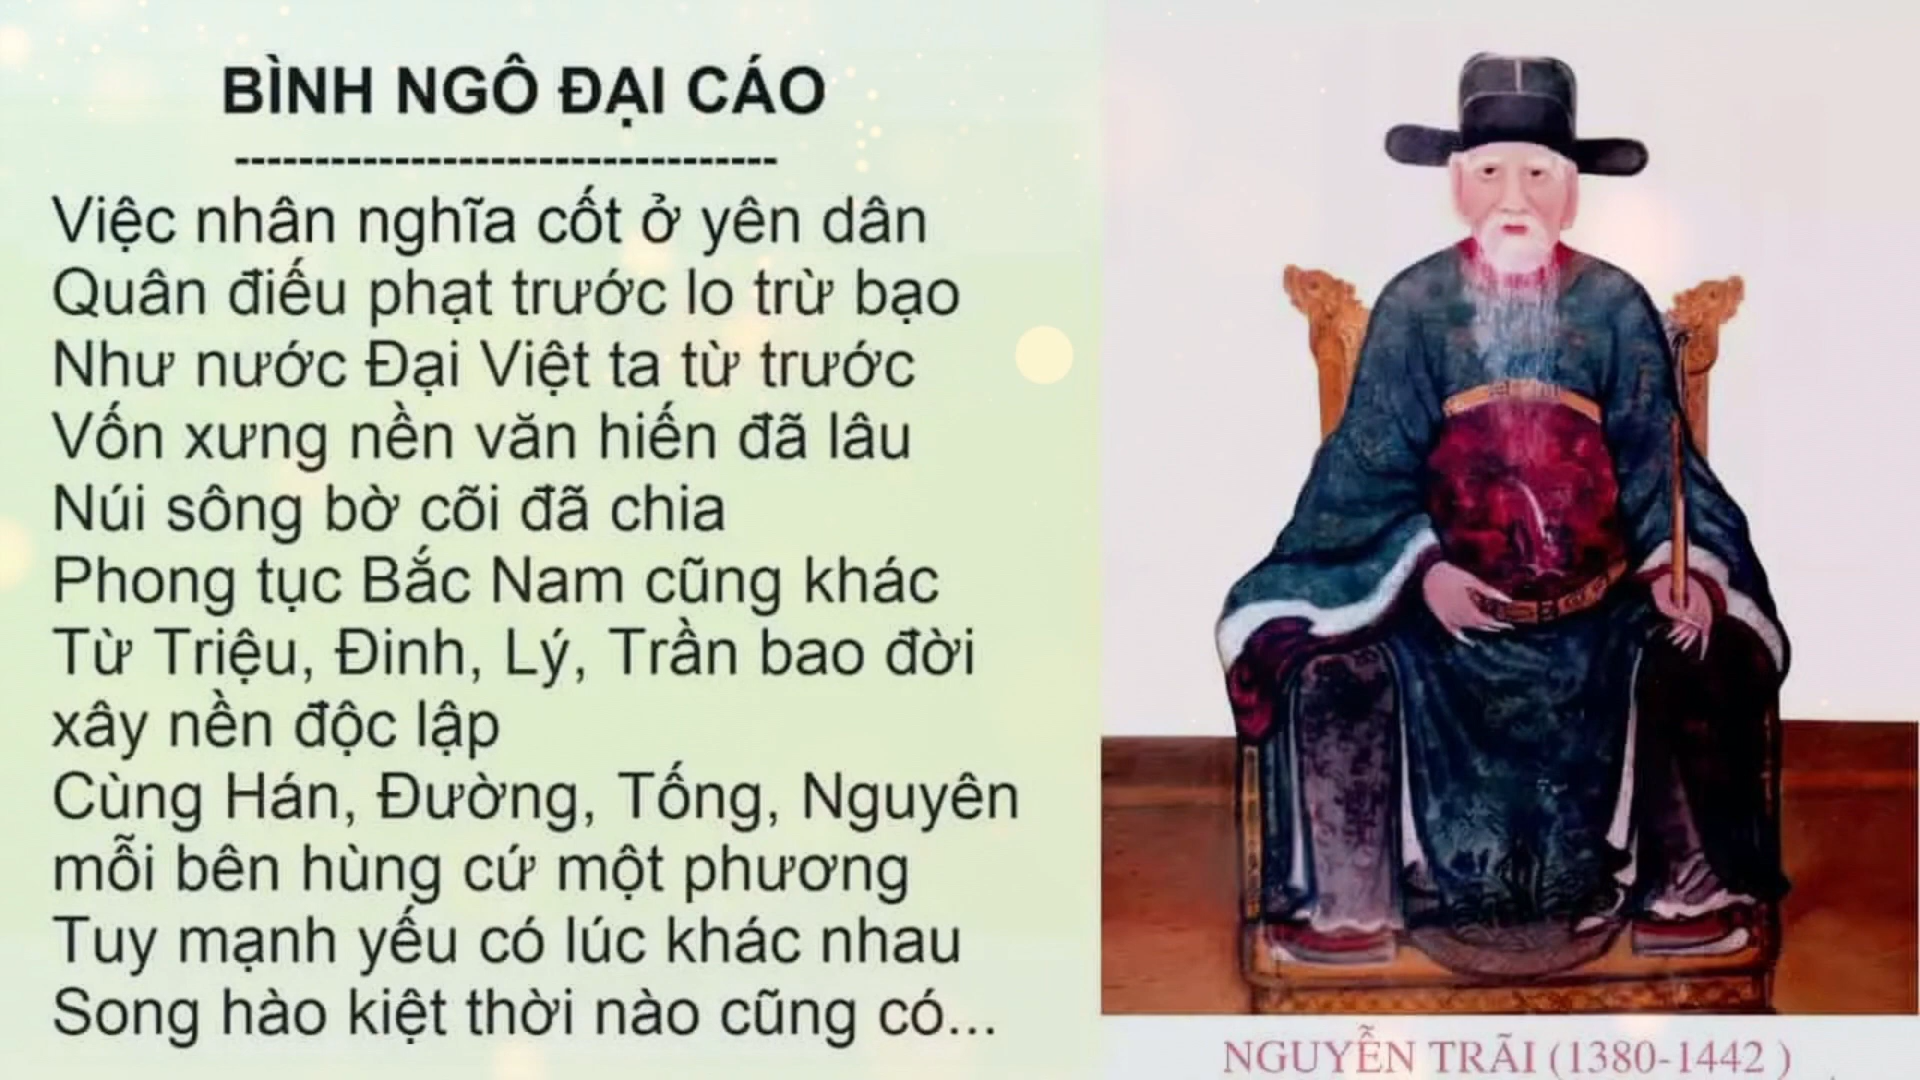 BÌNH NGÔ ĐẠI CÁO
----------------------------------
Việc nhân nghĩa cốt ở yên dân
Quân điếu phạt trước lo trừ bạo
Như nước Đại Việt ta từ trước
Vốn xưng nền văn hiến đã lâu
Núi sông bờ cõi đã chia
Phong tục Bắc Nam cũng khác
Từ Triệu, Đinh, Lý, Trần bao đời
xây nền độc lập
Cùng Hán, Đường, Tống, Nguyên
mỗi bên hùng cứ một phương
Tuy mạnh yếu có lúc khác nhau
Song hào kiệt thời nào cũng có...
NGUYỄN TRÃI (1380-1442 )